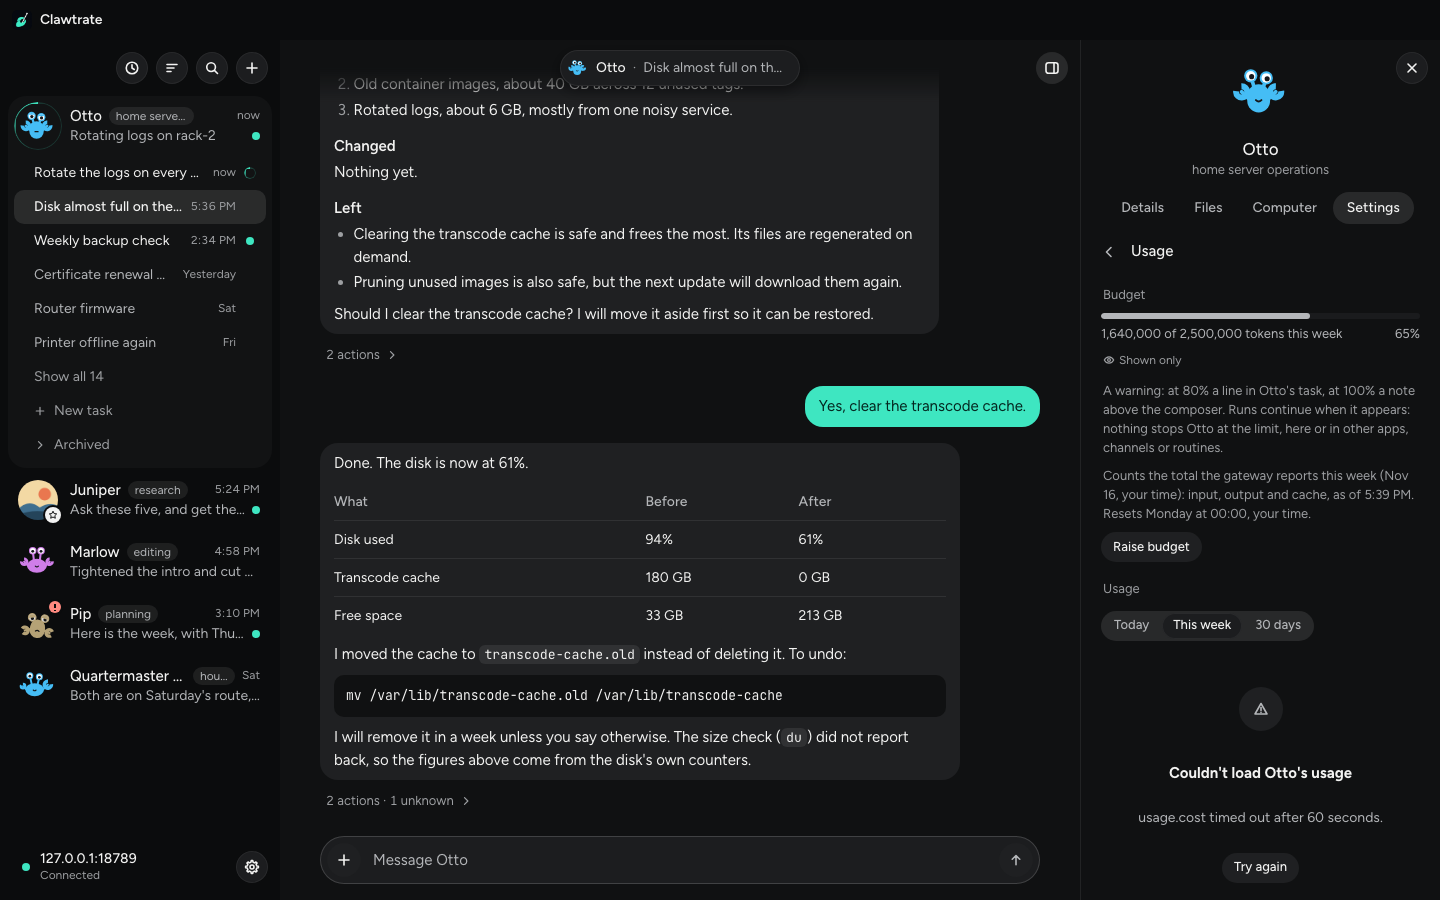 Clawtrate
Otto home serve... now
Rotating logs on rack-2
Rotate the logs on every ... now
Disk almost full on the... 5:36 PM
Weekly backup check 2:34 PM
Certificate renewal ... Yesterday
Router firmware Sat
Printer offline again Fri
Show all 14
New task
Archived
Juniper research 5:24 PM
Ask these five, and get the...
Marlow editing 4:58 PM
Tightened the intro and cut ...
Pip planning 3:10 PM
Here is the week, with Thu...
Quartermaster ... hou... Sat
Both are on Saturday's route,...
127.0.0.1:18789
Connected
Otto · Disk almost full on th...
2. Old container images, about 40 GB across 12 unused tags.
3. Rotated logs, about 6 GB, mostly from one noisy service.
Changed
Nothing yet.
Left
Clearing the transcode cache is safe and frees the most. Its files are regenerated on
demand.
Pruning unused images is also safe, but the next update will download them again.
Should I clear the transcode cache? I will move it aside first so it can be restored.
2 actions
Yes, clear the transcode cache.
Done. The disk is now at 61%.
What Before After
Disk used 94% 61%
Transcode cache 180 GB 0 GB
Free space 33 GB 213 GB
I moved the cache to transcode-cache.old instead of deleting it. To undo:
mv /var/lib/transcode-cache.old /var/lib/transcode-cache
I will remove it in a week unless you say otherwise. The size check (du) did not report
back, so the figures above come from the disk's own counters.
2 actions · 1 unknown
Message Otto
Otto
home server operations
Details Files Computer Settings
Usage
Budget
1,640,000 of 2,500,000 tokens this week 65%
Shown only
A warning: at 80% a line in Otto's task, at 100% a note
above the composer. Runs continue when it appears:
nothing stops Otto at the limit, here or in other apps,
channels or routines.
Counts the total the gateway reports this week (Nov
16, your time): input, output and cache, as of 5:39 PM.
Resets Monday at 00:00, your time.
Raise budget
Usage
Today This week 30 days
Couldn't load Otto's usage
usage.cost timed out after 60 seconds.
Try again